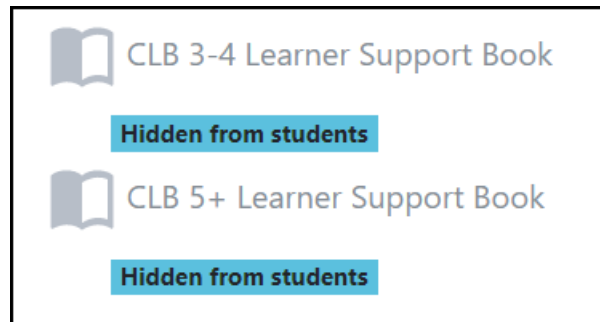 CLB 3-4 Learner Support Book
Hidden from students
CLB 5+ Learner Support Book
Hidden from students